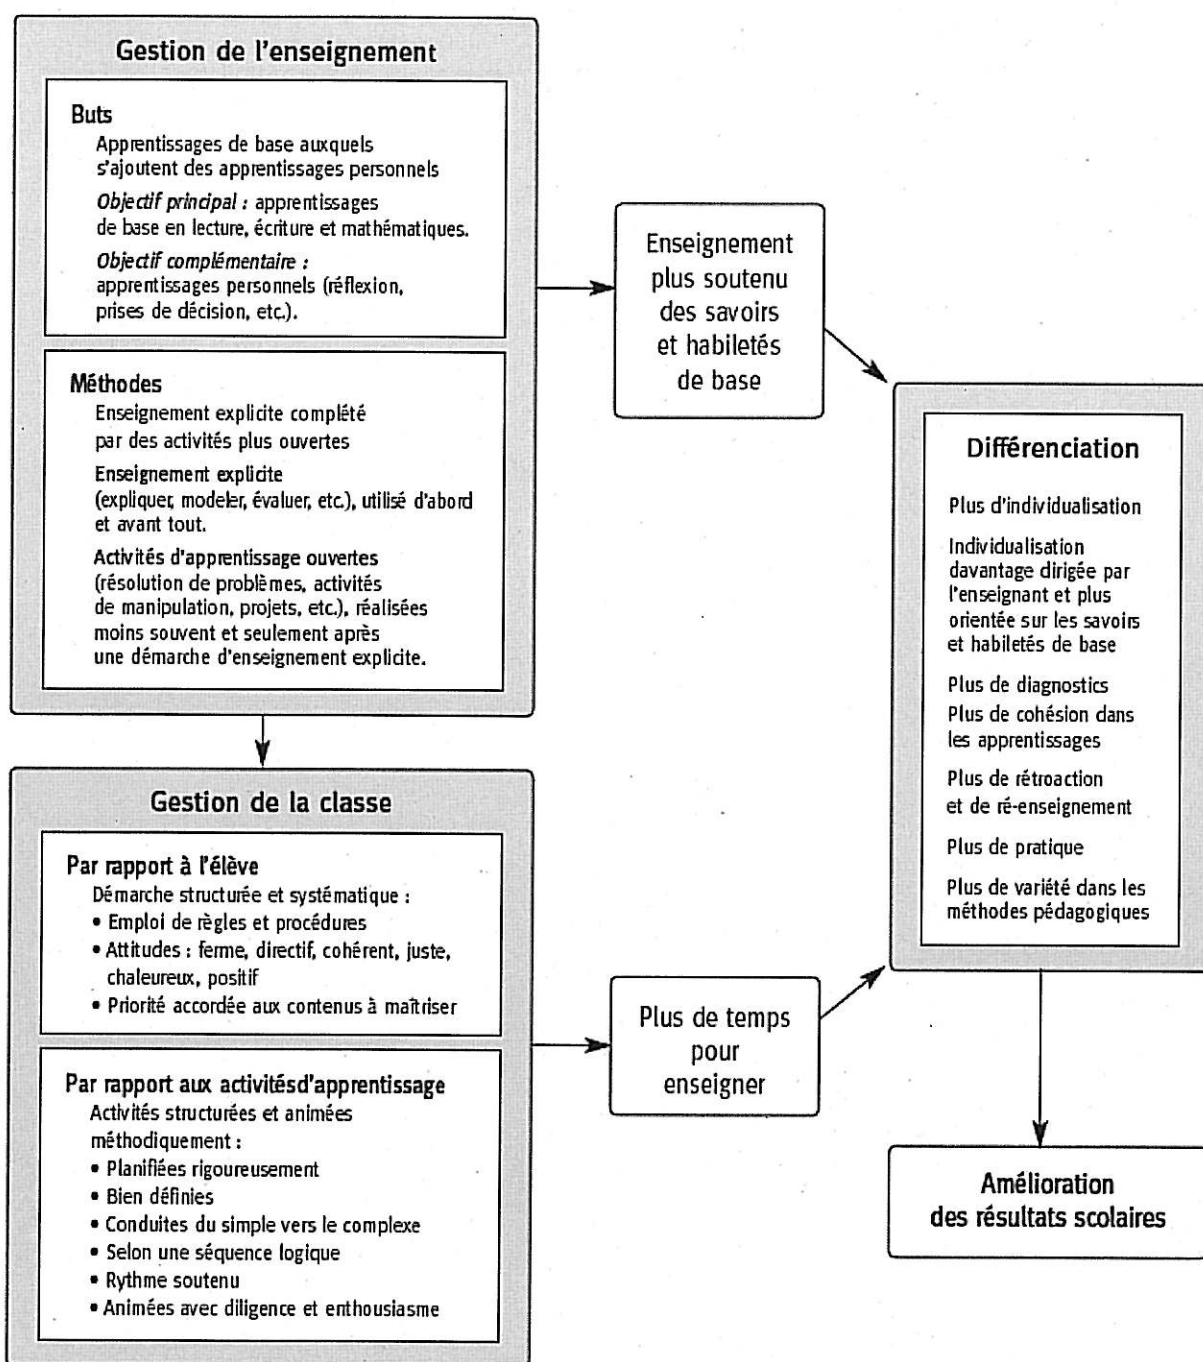 Gestion de l'enseignement
Buts
Apprentissages de base auxquels
s'ajoutent des apprentissages personnels
Objectif principal : apprentissages
de base en lecture, écriture et mathématiques.
Objectif complémentaire :
apprentissages personnels (réflexion,
prises de décision, etc.).
Méthodes
Enseignement explicite complété
par des activités plus ouvertes
Enseignement explicite
(expliquer, modeler, évaluer, etc.), utilisé d'abord
et avant tout.
Activités d'apprentissage ouvertes
(résolution de problèmes, activités
de manipulation, projets, etc.), réalisées
moins souvent et seulement après
une démarche d'enseignement explicite.
Gestion de la classe
Par rapport à l'élève
Démarche structurée et systématique :
• Emploi de règles et procédures
• Attitudes : ferme, directif, cohérent, juste,
chaleureux, positif
• Priorité accordée aux contenus à maîtriser
Par rapport aux activitésd'apprentissage
Activités structurées et animées
méthodiquement :
• Planifiées rigoureusement
• Bien définies
• Conduites du simple vers le complexe
• Selon une séquence logique
• Rythme soutenu
• Animées avec diligence et enthousiasme
Enseignement
plus soutenu
des savoirs
et habiletés
de base
Plus de temps
pour
enseigner
Différenciation
Plus d'individualisation
Individualisation
davantage dirigée par
l'enseignant et plus
orientée sur les savoirs
et habiletés de base
Plus de diagnostics
Plus de cohésion dans
les apprentissages
Plus de rétroaction
et de ré-enseignement
Plus de pratique
Plus de variété dans les
méthodes pédagogiques
Amélioration
des résultats scolaires